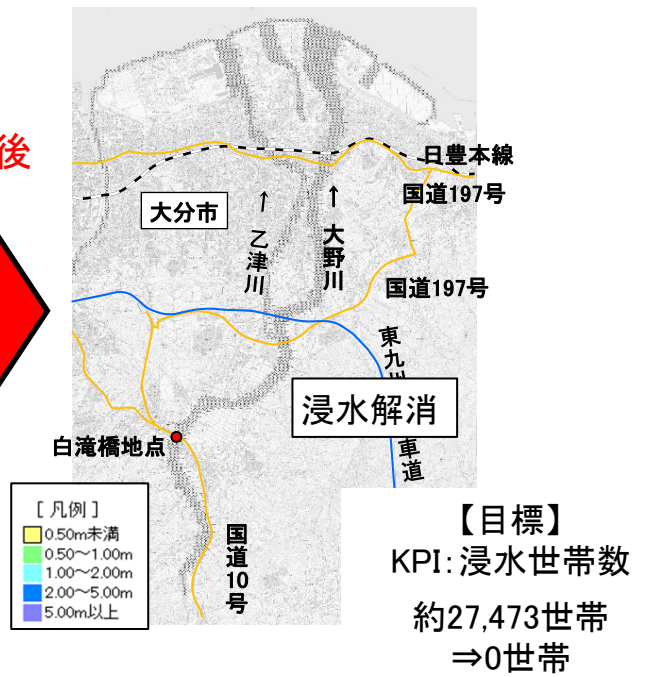 後
日豊本線
国道197号
大分市
↑
乙津川
↑
大野川
国道197号
東九
車道
浸水解消
白滝橋地点
[ 凡例 ]
0.50m未満
0.50～1.00m
1.00～2.00m
2.00～5.00m
5.00m以上
国道10号
【目標】
KPI：浸水世帯数
約27,473世帯
⇒0世帯